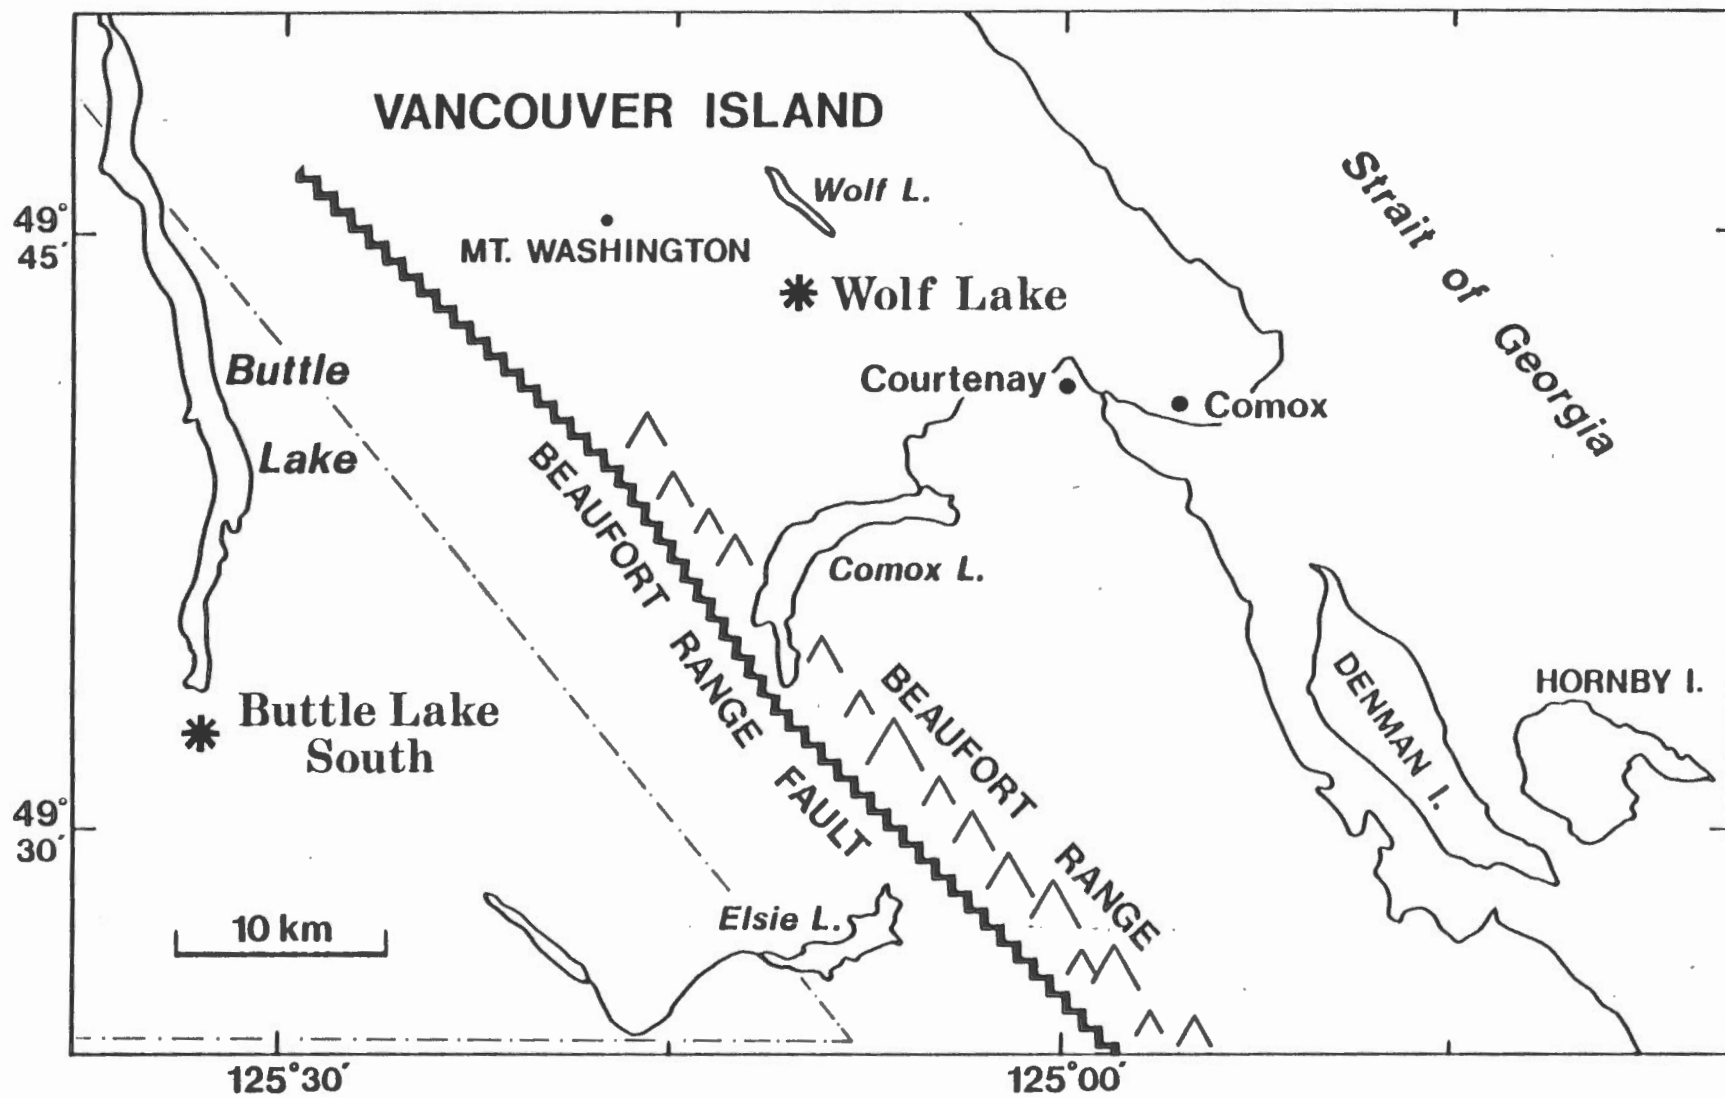 VANCOUVER ISLAND
Strait of Georgia
Wolf L.
49°
45′
MT. WASHINGTON
Wolf Lake
Buttle
Lake
Courtenay
Comox
BEAUFORT RANGE FAULT
Comox L.
BEAUFORT RANGE
DENMAN I.
HORNBY I.
Buttle Lake
South
49°
30′
10 km
Elsie L.
125°30′
125°00′